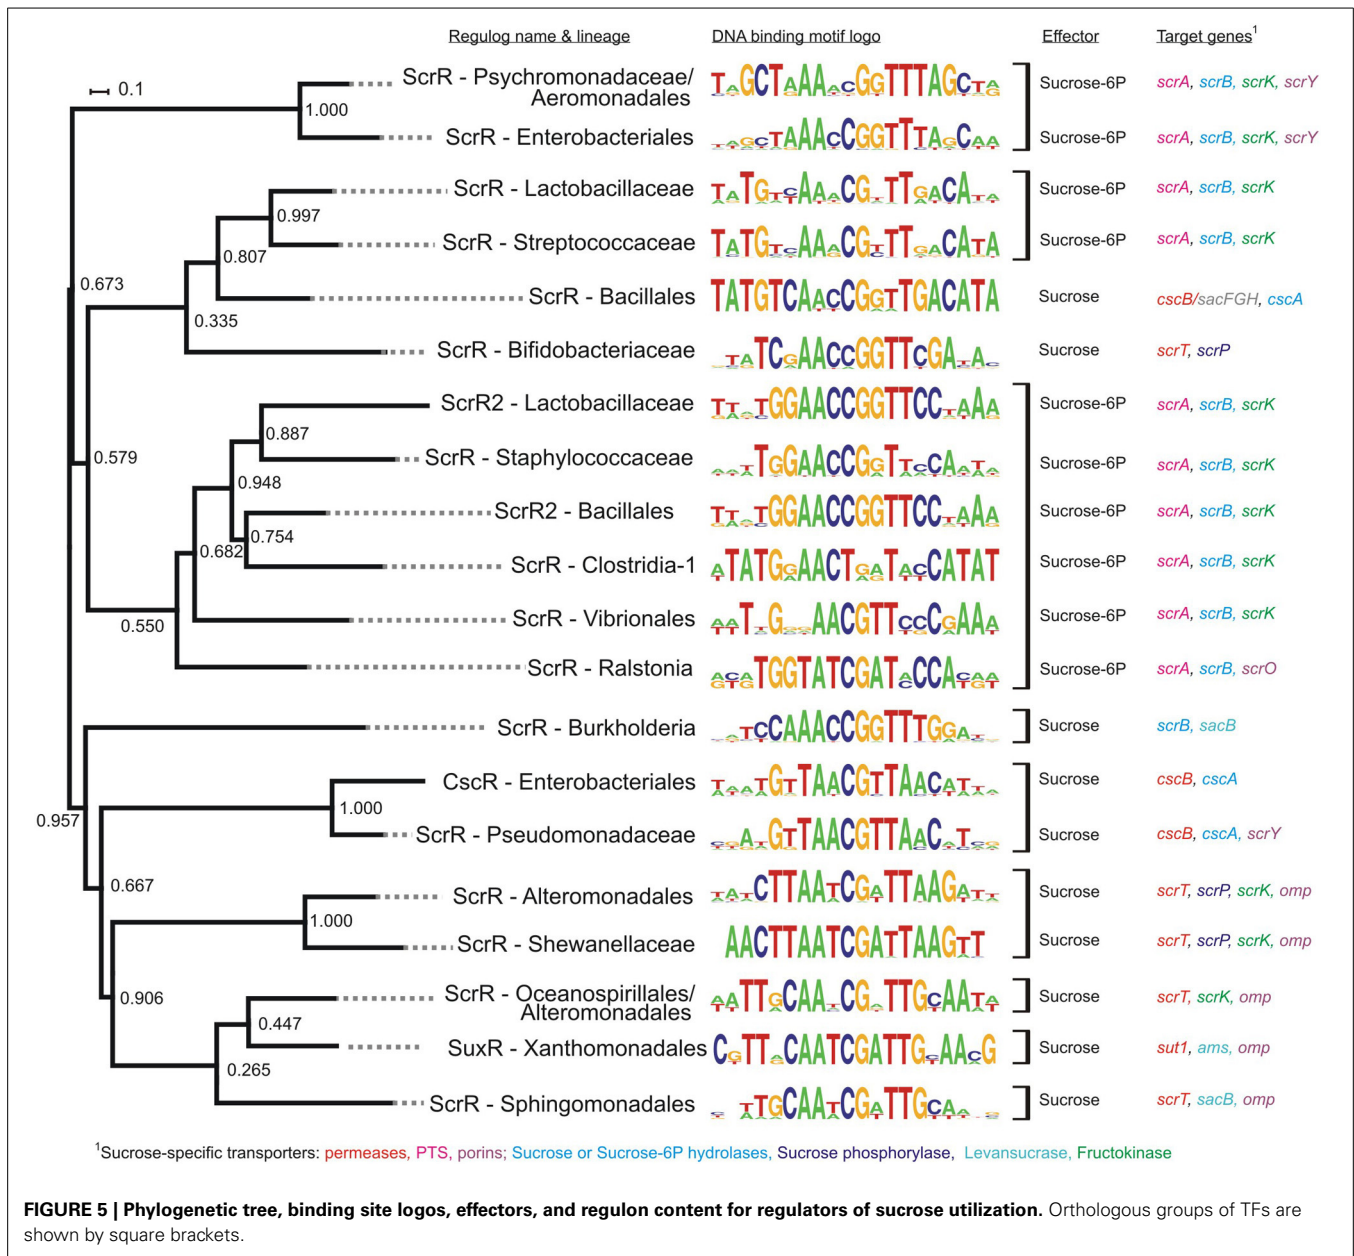 Regulog name & lineage DNA binding motif logo Effector Target genes1
0.1
ScrR - Psychromonadaceae/ Sucrose-6P scrA, scrB, scrK, scrY
Aeromonadales
1.000
ScrR - Enterobacteriales Sucrose-6P scrA, scrB, scrK, scrY
ScrR - Lactobacillaceae Sucrose-6P scrA, scrB, scrK
0.997
ScrR - Streptococcaceae Sucrose-6P scrA, scrB, scrK
0.807
0.673
ScrR - Bacillales TATGTCAACCGGTTGACATA Sucrose cscB/sacFGH, cscA
0.335
ScrR - Bifidobacteriaceae Sucrose scrT, scrP
ScrR2 - Lactobacillaceae Sucrose-6P scrA, scrB, scrK
0.887
0.579
ScrR - Staphylococcaceae Sucrose-6P scrA, scrB, scrK
0.948
ScrR2 - Bacillales Sucrose-6P scrA, scrB, scrK
0.754
0.682
ScrR - Clostridia-1 Sucrose-6P scrA, scrB, scrK
ScrR - Vibrionales Sucrose-6P scrA, scrB, scrK
0.550
ScrR - Ralstonia Sucrose-6P scrA, scrB, scrO
ScrR - Burkholderia Sucrose scrB, sacB
CscR - Enterobacteriales Sucrose cscB, cscA
1.000
0.957
ScrR - Pseudomonadaceae Sucrose cscB, cscA, scrY
0.667
ScrR - Alteromonadales Sucrose scrT, scrP, scrK, omp
1.000
ScrR - Shewanellaceae AACTTAATCGATTAAGTT Sucrose scrT, scrP, scrK, omp
0.906
ScrR - Oceanospirillales/ Sucrose scrT, scrK, omp
Alteromonadales
0.447
SuxR - Xanthomonadales Sucrose sut1, ams, omp
0.265
ScrR - Sphingomonadales Sucrose scrT, sacB, omp
1Sucrose-specific transporters: permeases, PTS, porins; Sucrose or Sucrose-6P hydrolases, Sucrose phosphorylase, Levansucrase, Fructokinase
FIGURE 5 | Phylogenetic tree, binding site logos, effectors, and regulon content for regulators of sucrose utilization. Orthologous groups of TFs are
shown by square brackets.